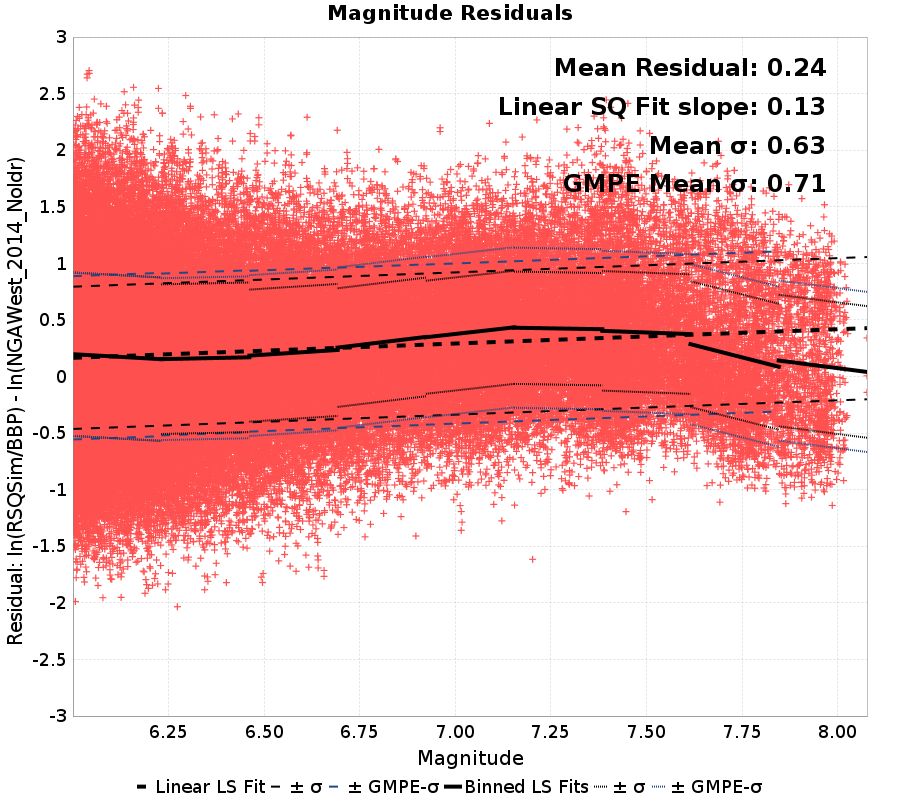 Magnitude Residuals
Mean Residual: 0.24
Linear SQ Fit slope: 0.13
Mean σ: 0.63
GMPE Mean σ: 0.71
Residual: ln(RSQSim/BBP) - ln(NGAWest_2014_NoIdr)
3
2.5
2
1.5
1
0.5
0
-0.5
-1
-1.5
-2
-2.5
-3
6.25 6.50 6.75 7.00 7.25 7.50 7.75 8.00
Magnitude
Linear LS Fit ± σ ± GMPE-σ Binned LS Fits ± σ ± GMPE-σ